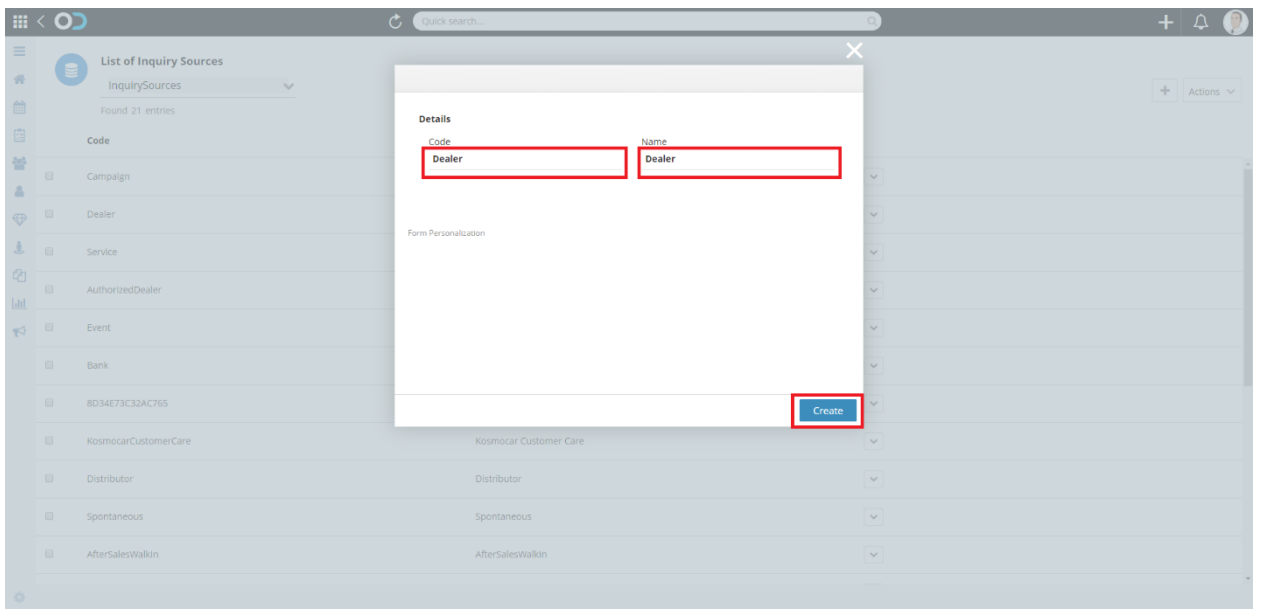 Quick search...
List of Inquiry Sources
InquirySources
Found 21 entries
Actions
Code
Details
Code Name
Dealer Dealer
Campaign
Dealer
Form Personalization
Service
AuthorizedDealer
Event
Bank
8D34E73C32AC765
Create
KosmocarCustomerCare Kosmocar Customer Care
Distributor Distributor
Spontaneous Spontaneous
AfterSalesWalkin AfterSalesWalkin